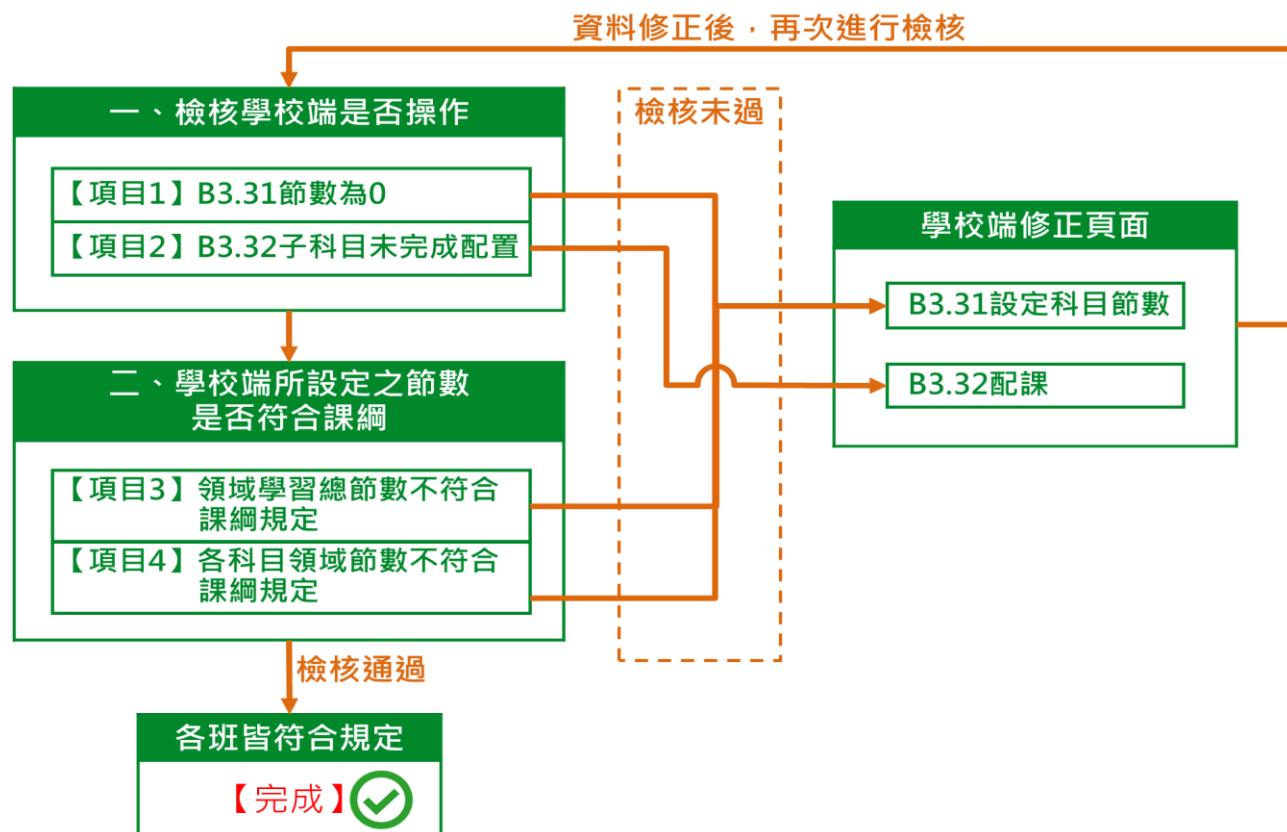 資料修正後，再次進行檢核
一、檢核學校端是否操作
【項目1】B3.31節數為0
【項目2】B3.32子科目未完成配置
檢核未過
學校端修正頁面
B3.31設定科目節數
B3.32配課
二、學校端所設定之節數
是否符合課綱
【項目3】領域學習總節數不符合
課綱規定
【項目4】各科目領域節數不符合
課綱規定
檢核通過
各班皆符合規定
【完成】